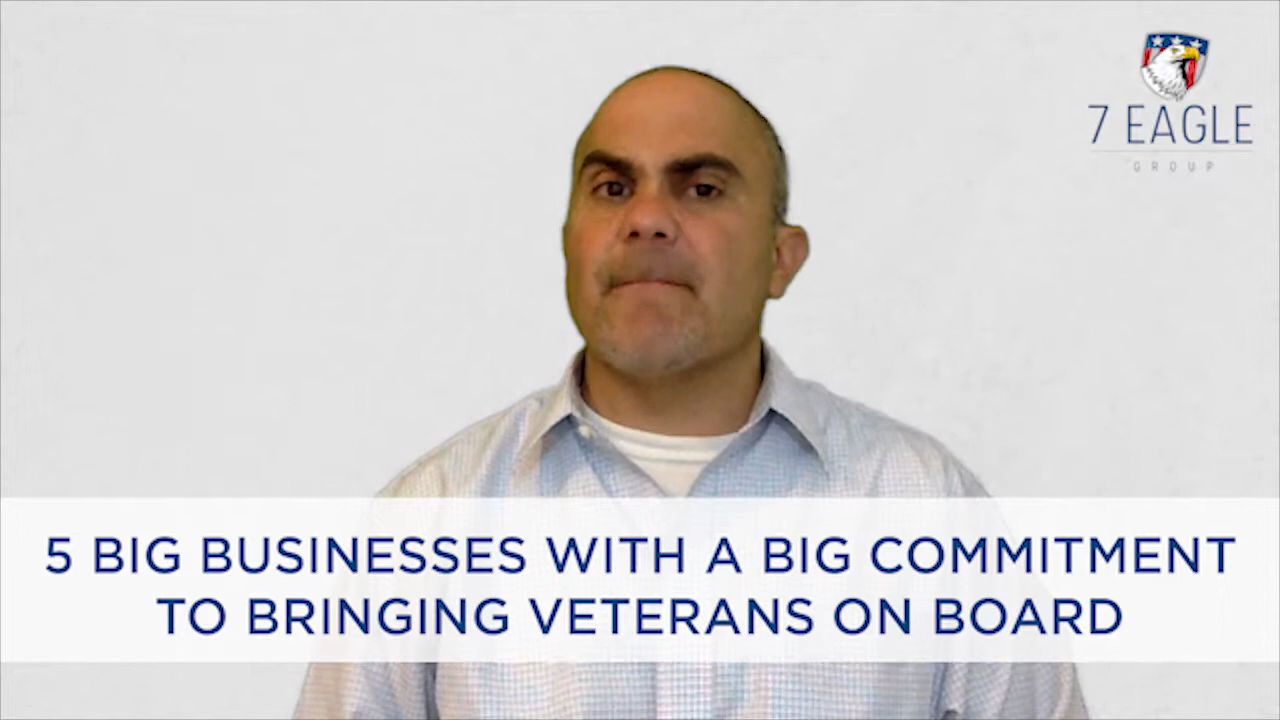 7 EAGLE
GROUP
5 BIG BUSINESSES WITH A BIG COMMITMENT
TO BRINGING VETERANS ON BOARD